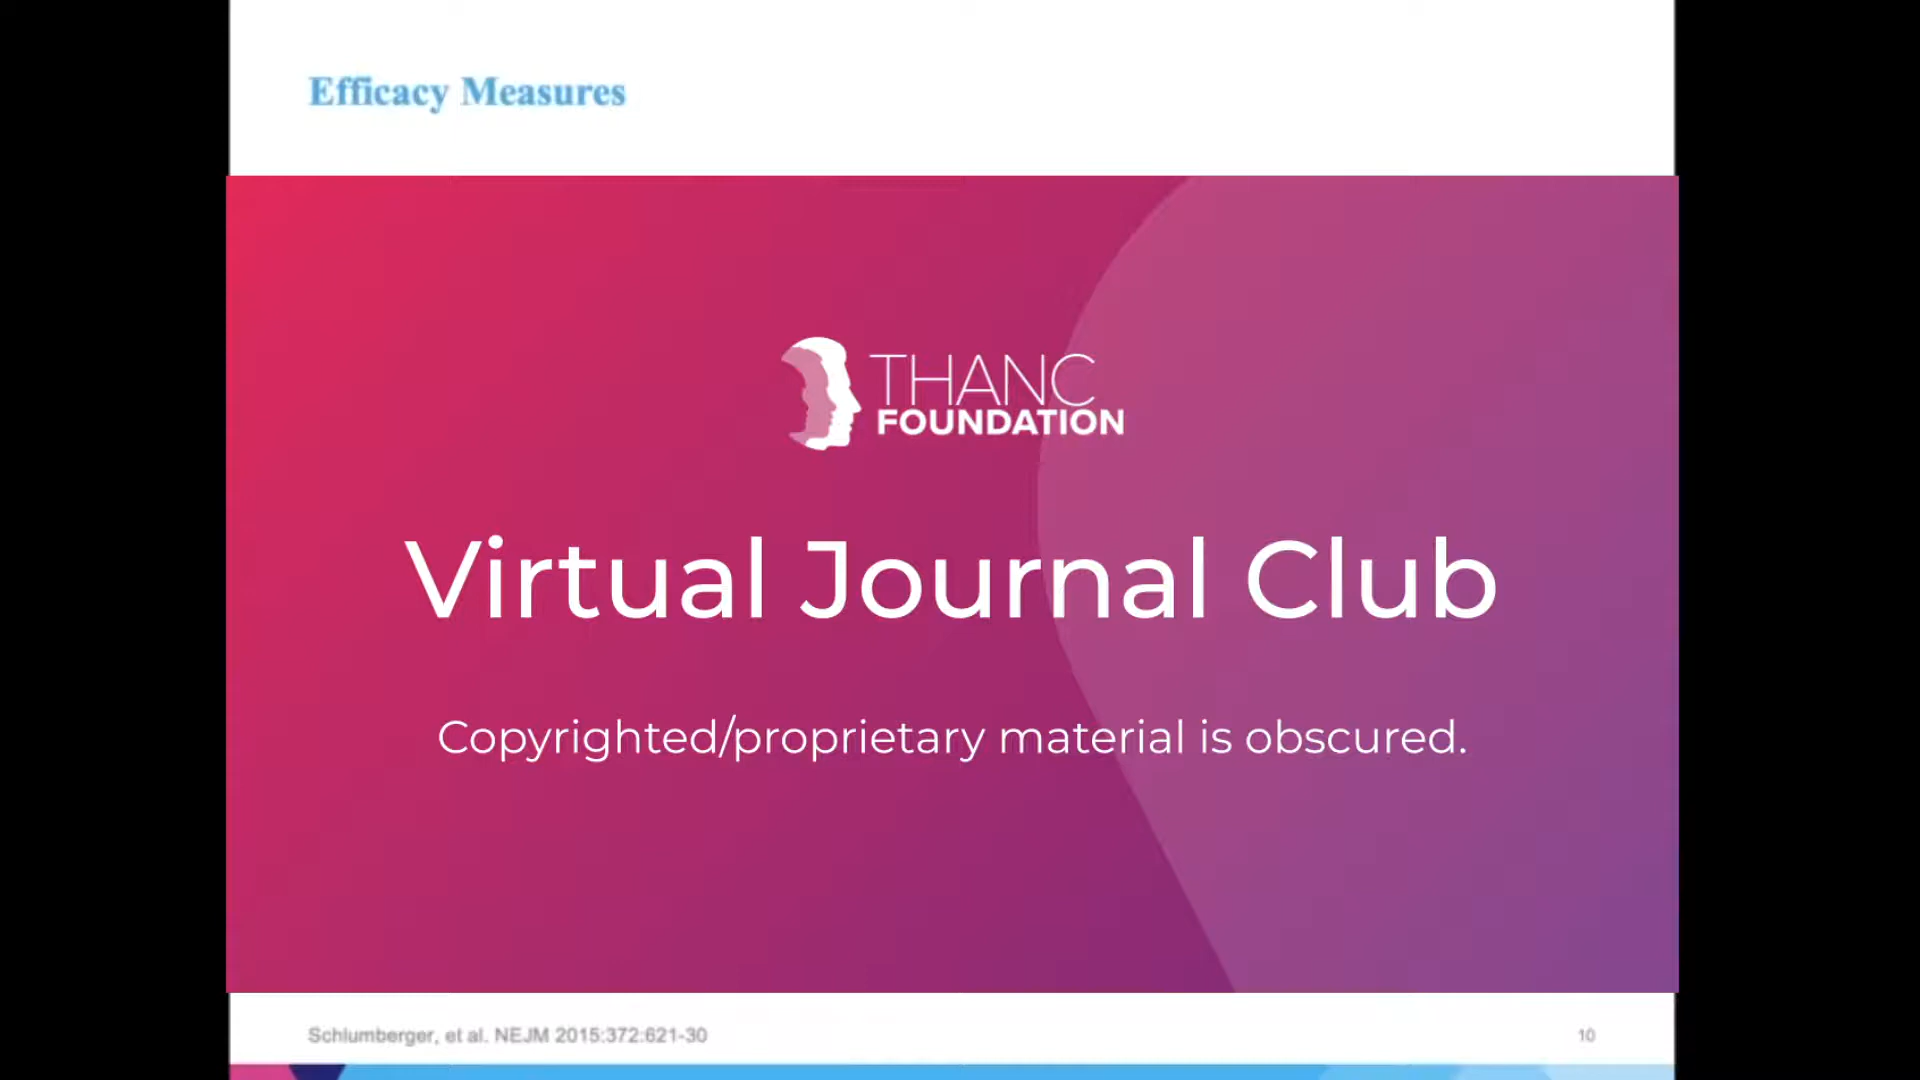 Efficacy Measures
THANC
FOUNDATION
Virtual Journal Club
Copyrighted/proprietary material is obscured.
Schlumberger, et al. NEJM 2015:372:621-30
10